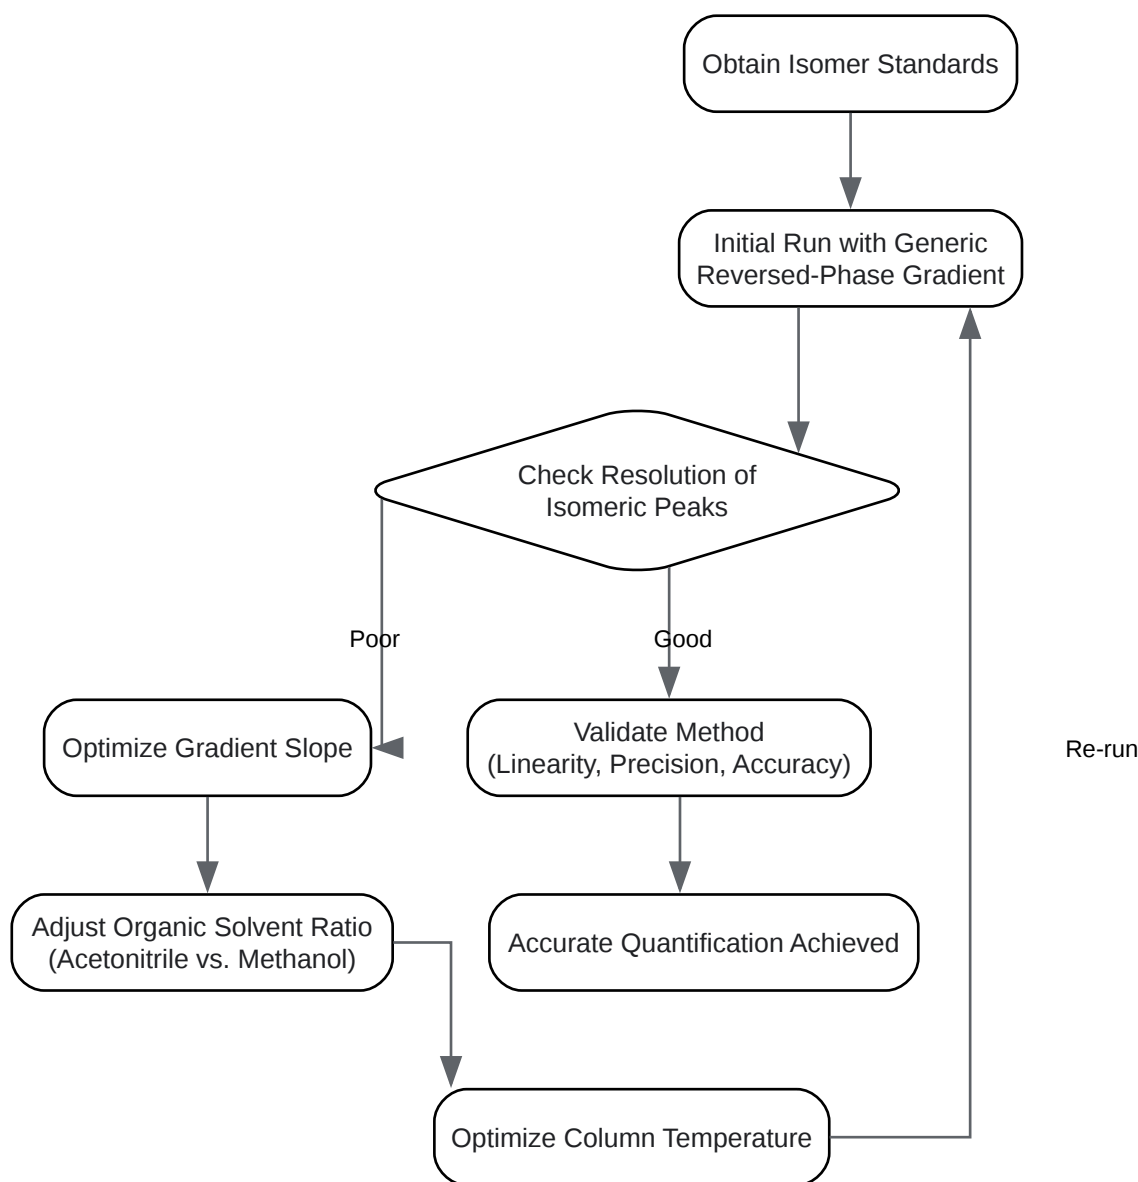 Obtain Isomer Standards
Initial Run with Generic
Reversed-Phase Gradient
Check Resolution of
Isomeric Peaks
Poor
Good
Optimize Gradient Slope
Validate Method
(Linearity, Precision, Accuracy)
Re-run
Adjust Organic Solvent Ratio
(Acetonitrile vs. Methanol)
Accurate Quantification Achieved
Optimize Column Temperature